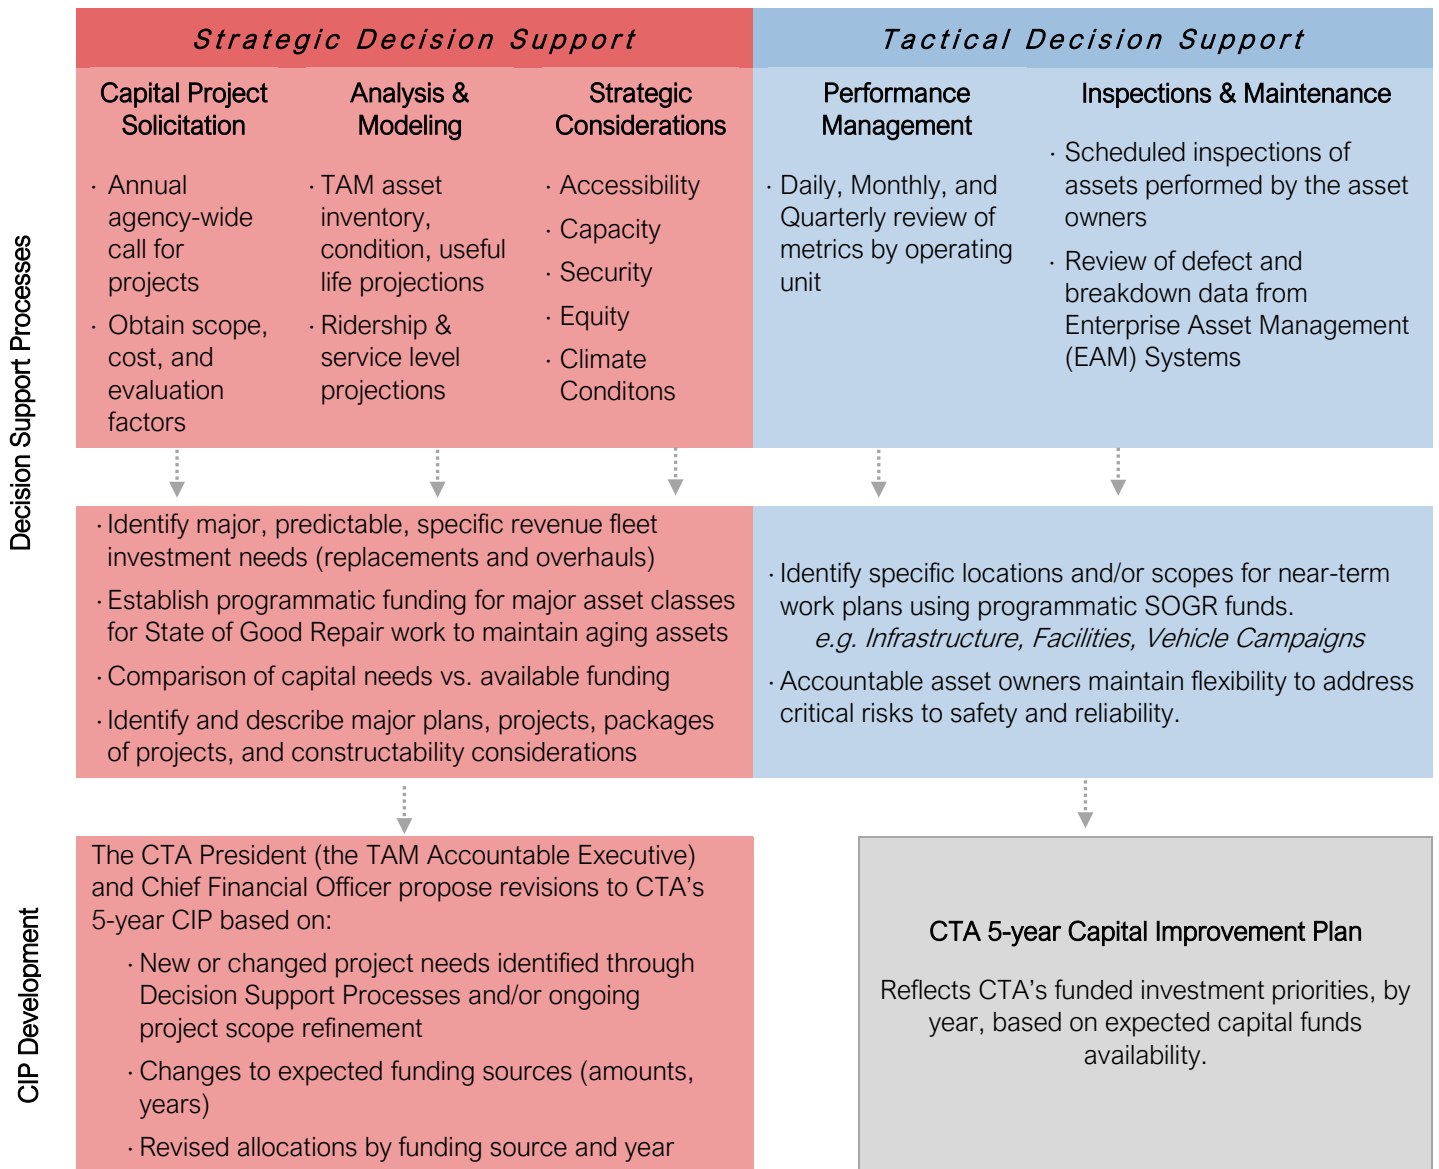 Strategic Decision Support
Tactical Decision Support
Decision Support Processes
Capital Project
Solicitation
· Annual
agency-wide
call for
projects
· Obtain scope,
cost, and
evaluation
factors
Analysis &
Modeling
· TAM asset
inventory,
condition, useful
life projections
· Ridership &
service level
projections
Strategic
Considerations
· Accessibility
· Capacity
· Security
· Equity
· Climate
Conditons
Performance
Management
· Daily, Monthly, and
Quarterly review of
metrics by operating
unit
Inspections & Maintenance
· Scheduled inspections of
assets performed by the asset
owners
· Review of defect and
breakdown data from
Enterprise Asset Management
(EAM) Systems
· Identify major, predictable, specific revenue fleet
investment needs (replacements and overhauls)
· Establish programmatic funding for major asset classes
for State of Good Repair work to maintain aging assets
· Comparison of capital needs vs. available funding
· Identify and describe major plans, projects, packages
of projects, and constructability considerations
· Identify specific locations and/or scopes for near-term
work plans using programmatic SOGR funds.
e.g. Infrastructure, Facilities, Vehicle Campaigns
· Accountable asset owners maintain flexibility to address
critical risks to safety and reliability.
CIP Development
The CTA President (the TAM Accountable Executive)
and Chief Financial Officer propose revisions to CTA's
5-year CIP based on:
· New or changed project needs identified through
Decision Support Processes and/or ongoing
project scope refinement
· Changes to expected funding sources (amounts,
years)
· Revised allocations by funding source and year
CTA 5-year Capital Improvement Plan
Reflects CTA's funded investment priorities, by
year, based on expected capital funds
availability.